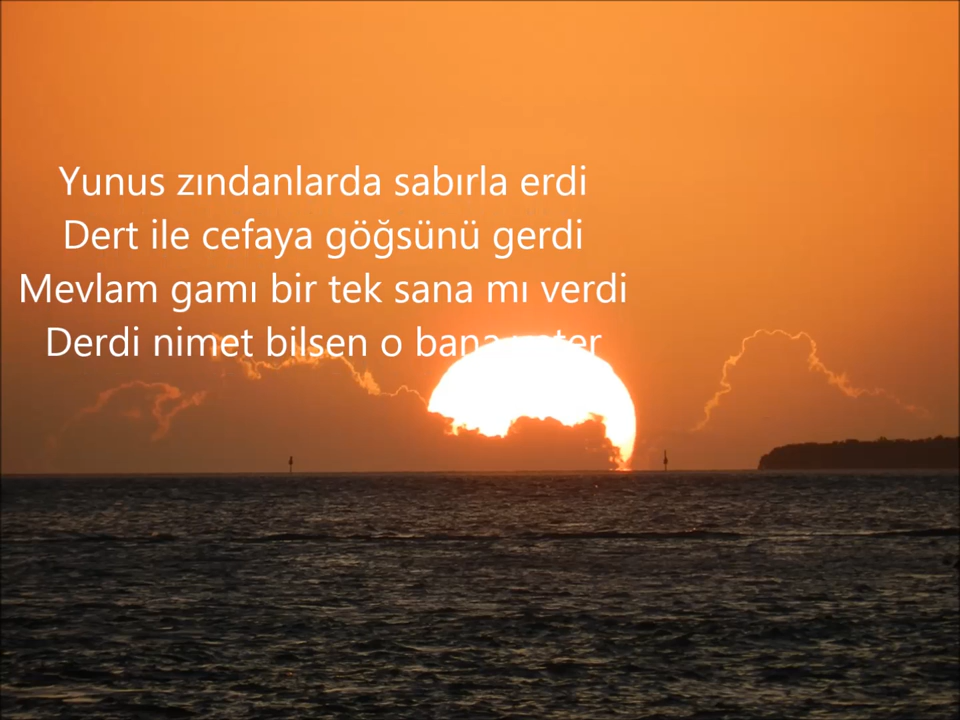 Yunus zındanlarda sabırla erdi
Dert ile cefaya göğsünü gerdi
Mevlam gamı bir tek sana mı verdi
Derdi nimet bilsen o bana yeter